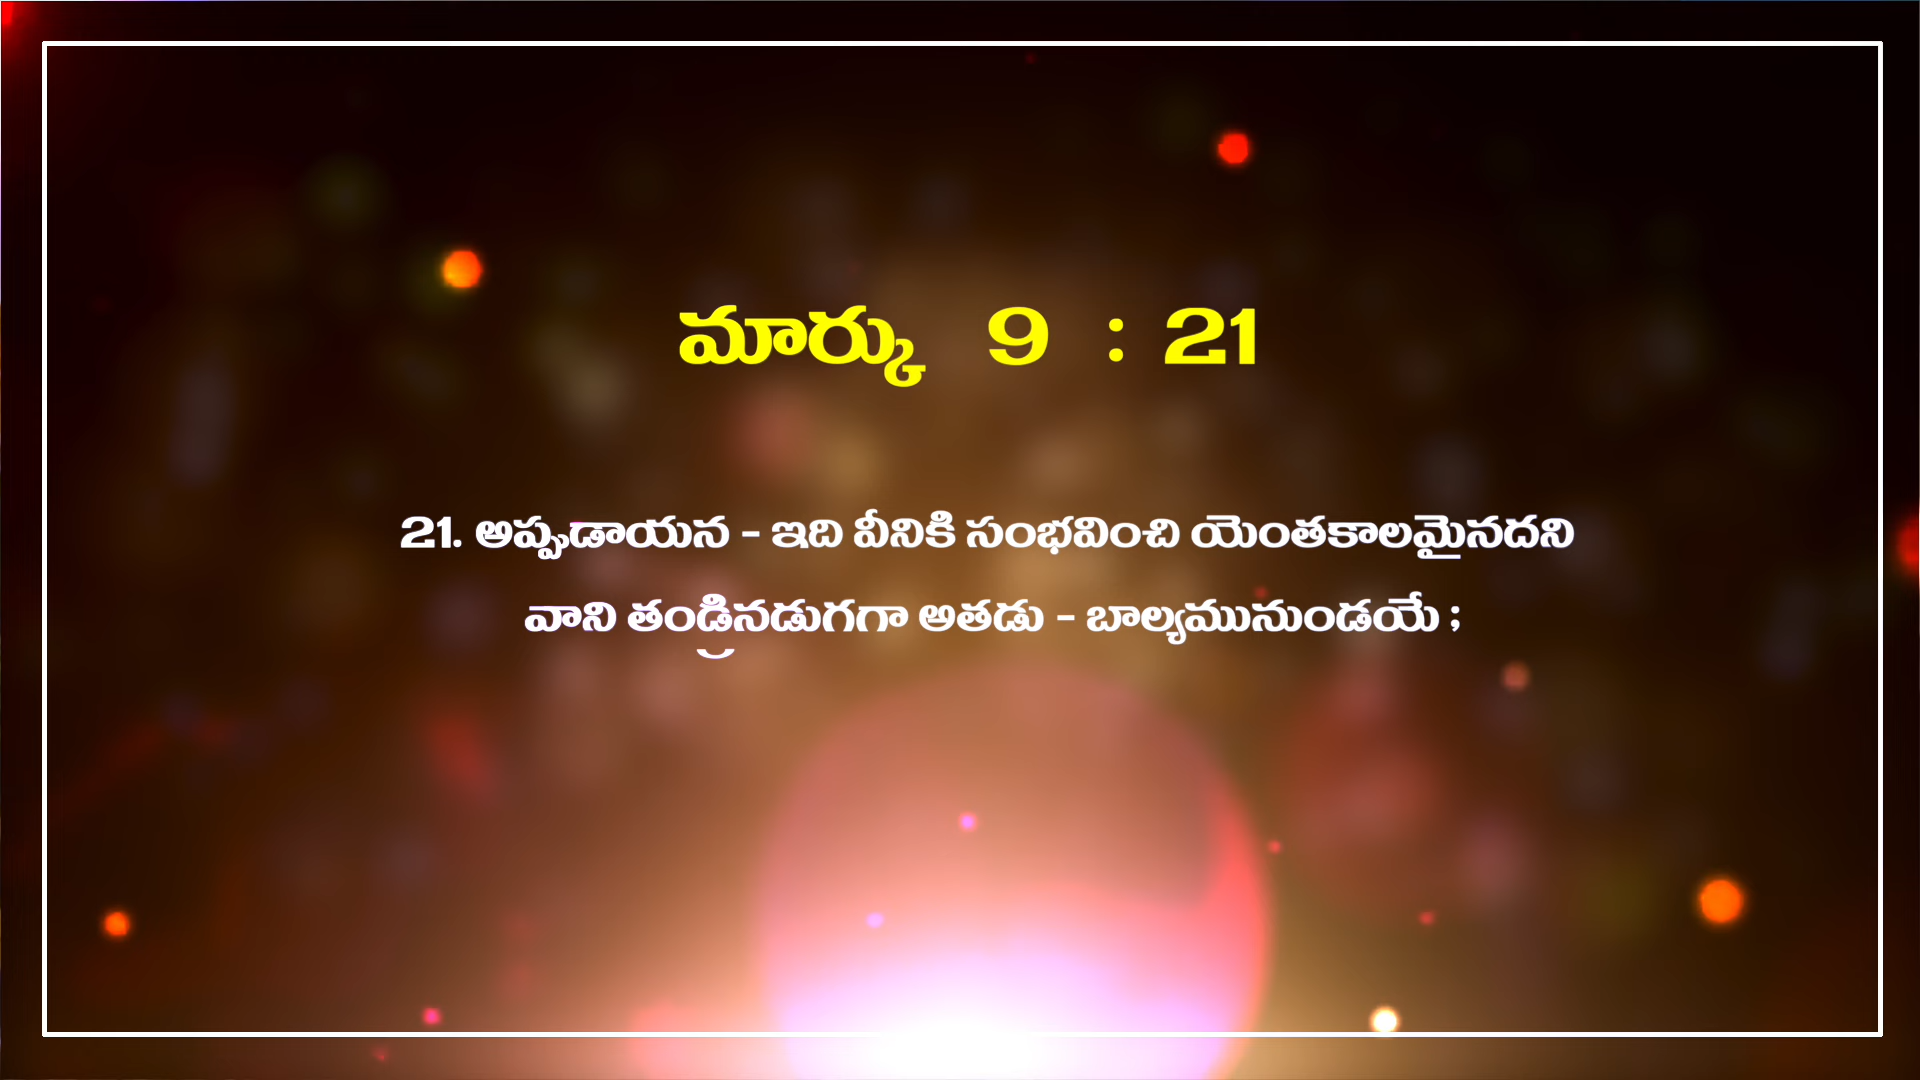 మార్కు 9 : 21
21. అప్పుడాయన - ఇది వీనికి సంభవించి యెంతకాలమైనదని
వాని తండ్రినడుగగా అతడు - బాల్యమునుండయే ;